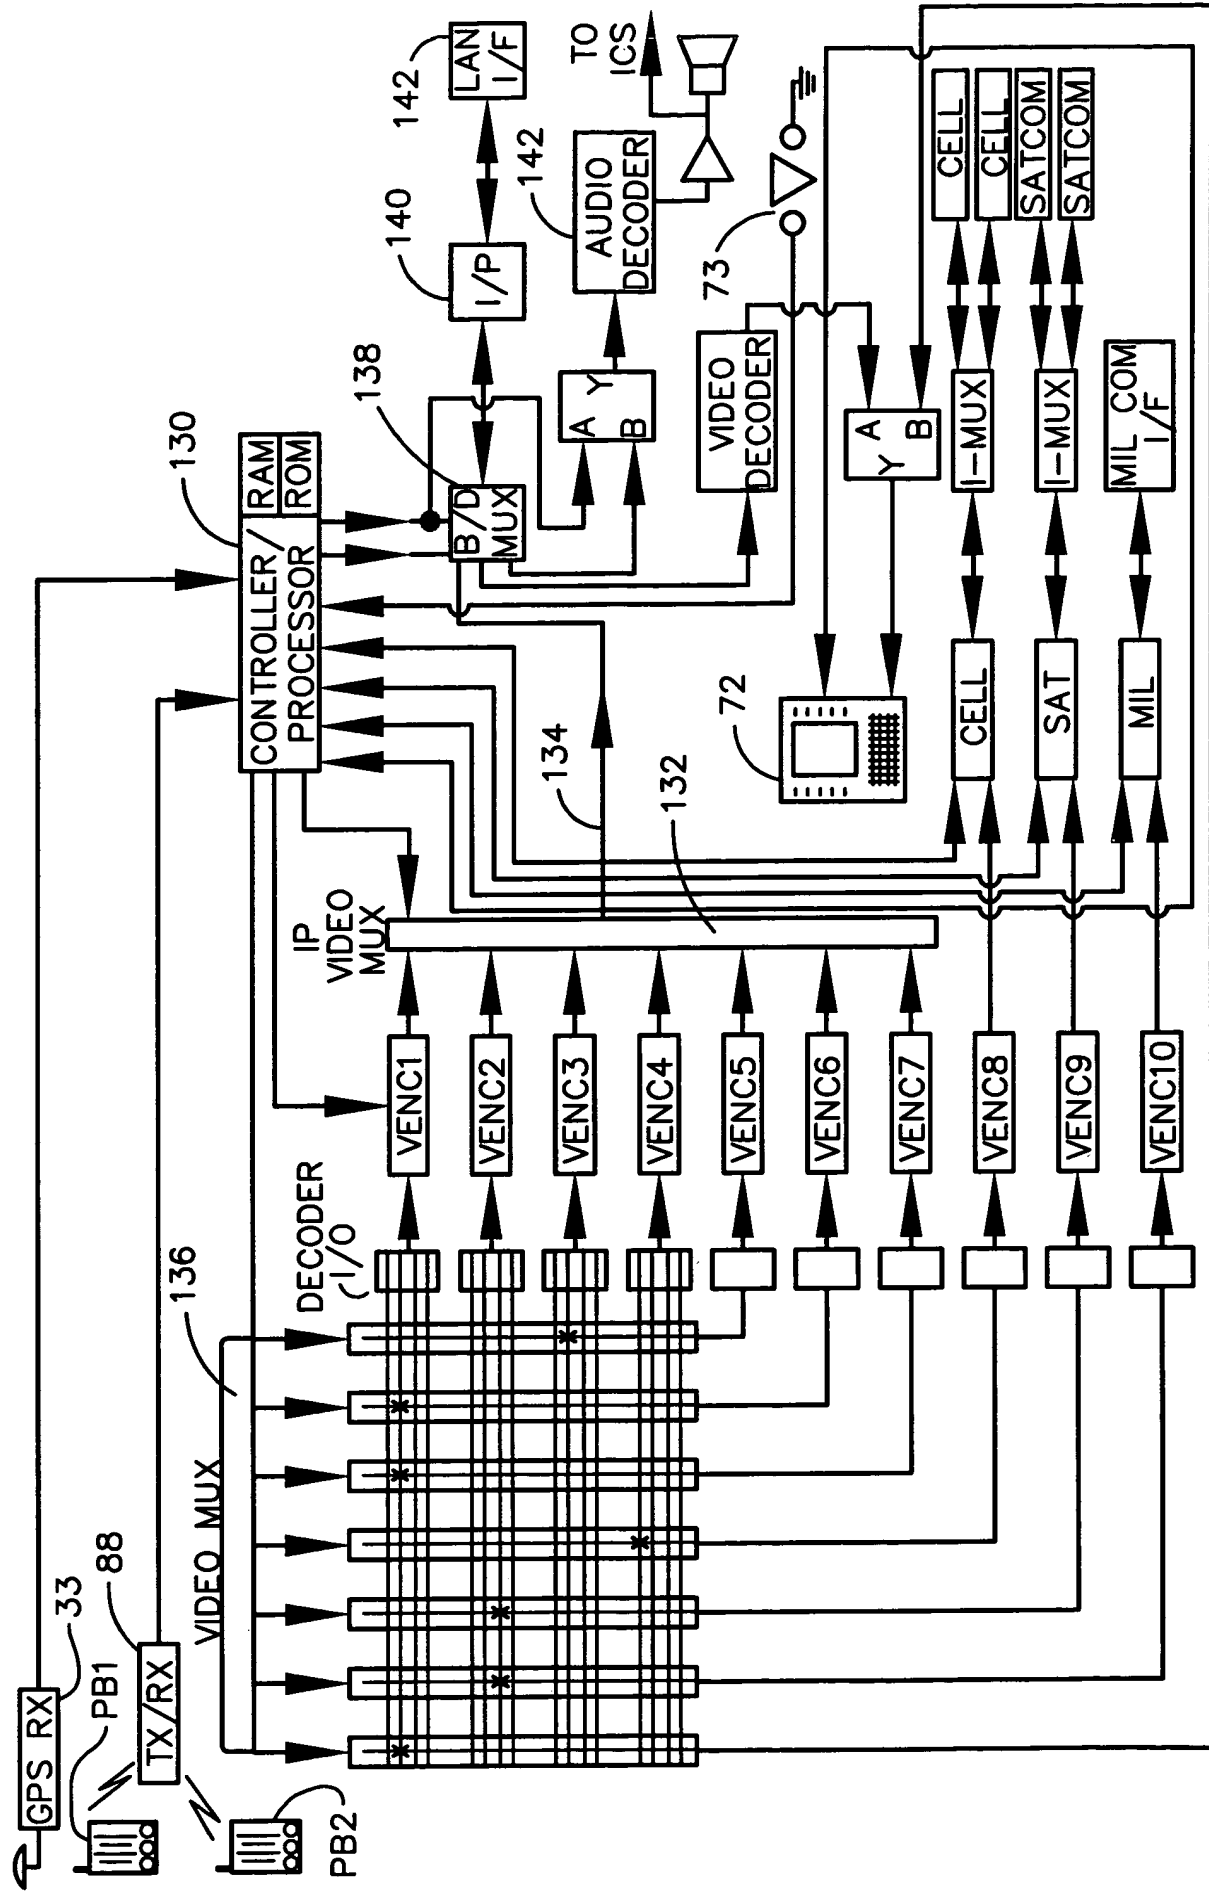 GPS RX
33
PB1
88
TX/RX
PB2
VIDEO MUX
136
DECODER
I/O
VENC1
VENC2
VENC3
VENC4
VENC5
VENC6
VENC7
VENC8
VENC9
VENC10
IP
VIDEO
MUX
132
134
130
CONTROLLER/
PROCESSOR
RAM
ROM
138
B/D
MUX
140
I/P
142
LAN
I/F
A
B
Y
142
AUDIO
DECODER
TO
ICS
73
VIDEO
DECODER
A
B
Y
72
CELL
SAT
MIL
I-MUX
I-MUX
MIL COM
I/F
CELL
CELL
SATCOM
SATCOM